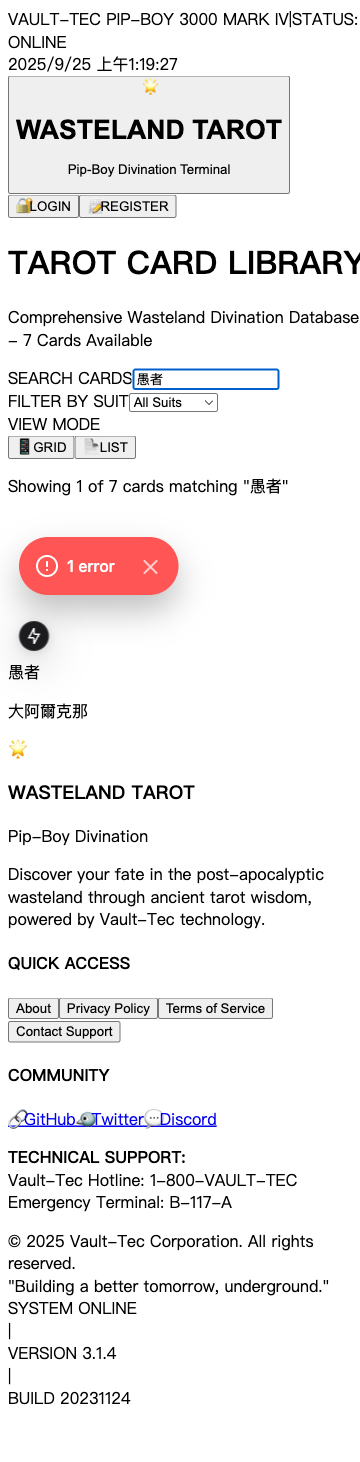 VAULT-TEC PIP-BOY 3000 MARK IV|STATUS:
ONLINE
2025/9/25 上午1:19:27
WASTELAND TAROT
Pip-Boy Divination Terminal
LOGIN REGISTER
TAROT CARD LIBRARY
Comprehensive Wasteland Divination Database
- 7 Cards Available
SEARCH CARDS 愚者
FILTER BY SUIT All Suits
VIEW MODE
GRID LIST
Showing 1 of 7 cards matching "愚者"
1 error
愚者
大阿爾克那
WASTELAND TAROT
Pip-Boy Divination
Discover your fate in the post-apocalyptic
wasteland through ancient tarot wisdom,
powered by Vault-Tec technology.
QUICK ACCESS
About Privacy Policy Terms of Service
Contact Support
COMMUNITY
GitHub Twitter Discord
TECHNICAL SUPPORT:
Vault-Tec Hotline: 1-800-VAULT-TEC
Emergency Terminal: B-117-A
© 2025 Vault-Tec Corporation. All rights
reserved.
"Building a better tomorrow, underground."
SYSTEM ONLINE
|
VERSION 3.1.4
|
BUILD 20231124